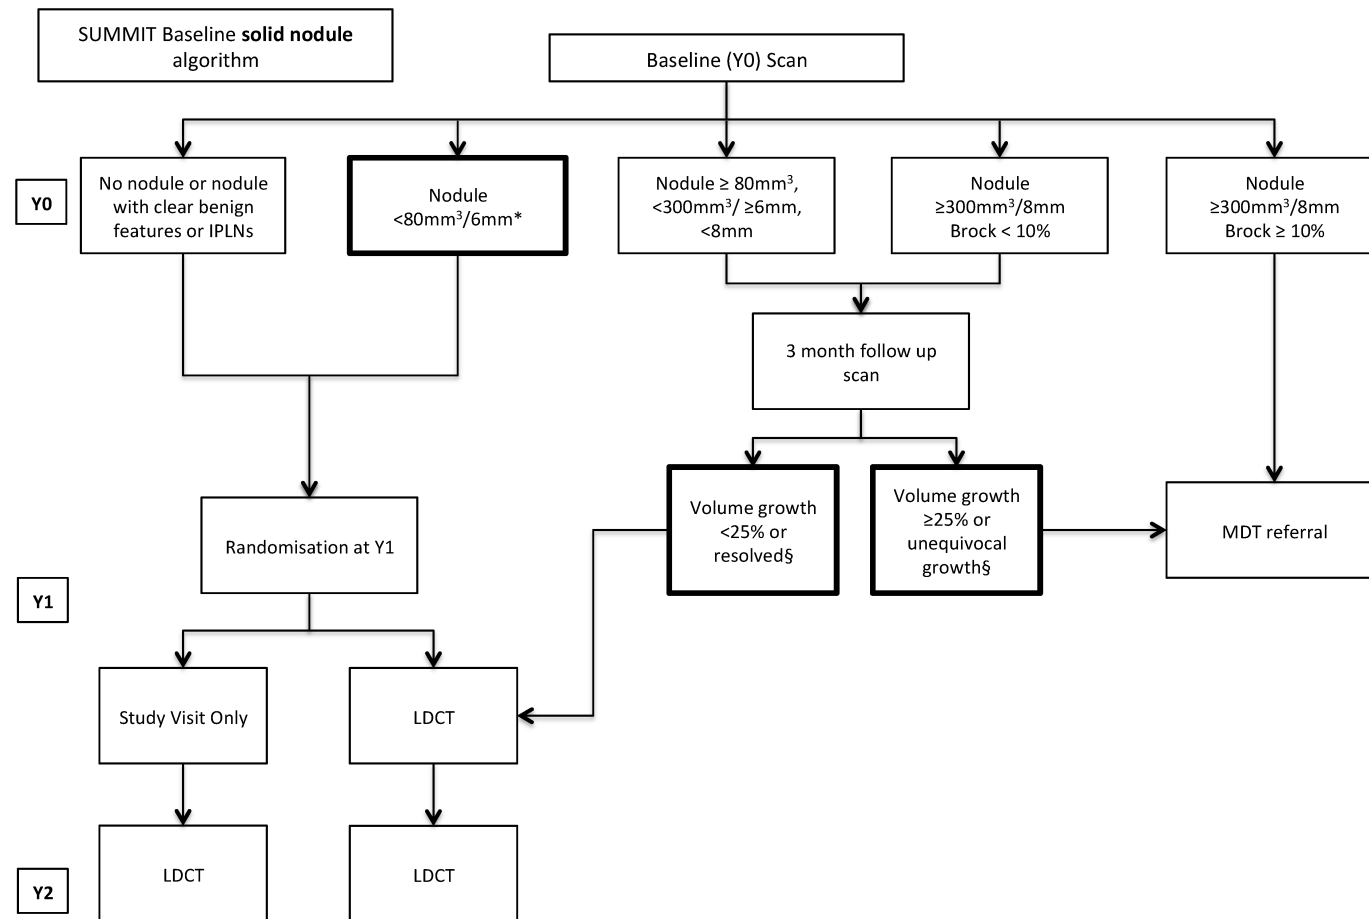 SUMMIT Baseline solid nodule
algorithm
Baseline (Y0) Scan
Y0
No nodule or nodule
with clear benign
features or IPLNs
Nodule
<80mm³/6mm*
Nodule ≥ 80mm³,
<300mm³/ ≥6mm,
<8mm
Nodule
≥300mm³/8mm
Brock < 10%
Nodule
≥300mm³/8mm
Brock ≥ 10%
3 month follow up
scan
Volume growth
<25% or
resolved§
Volume growth
≥25% or
unequivocal
growth§
MDT referral
Randomisation at Y1
Y1
Study Visit Only
LDCT
Y2
LDCT
LDCT